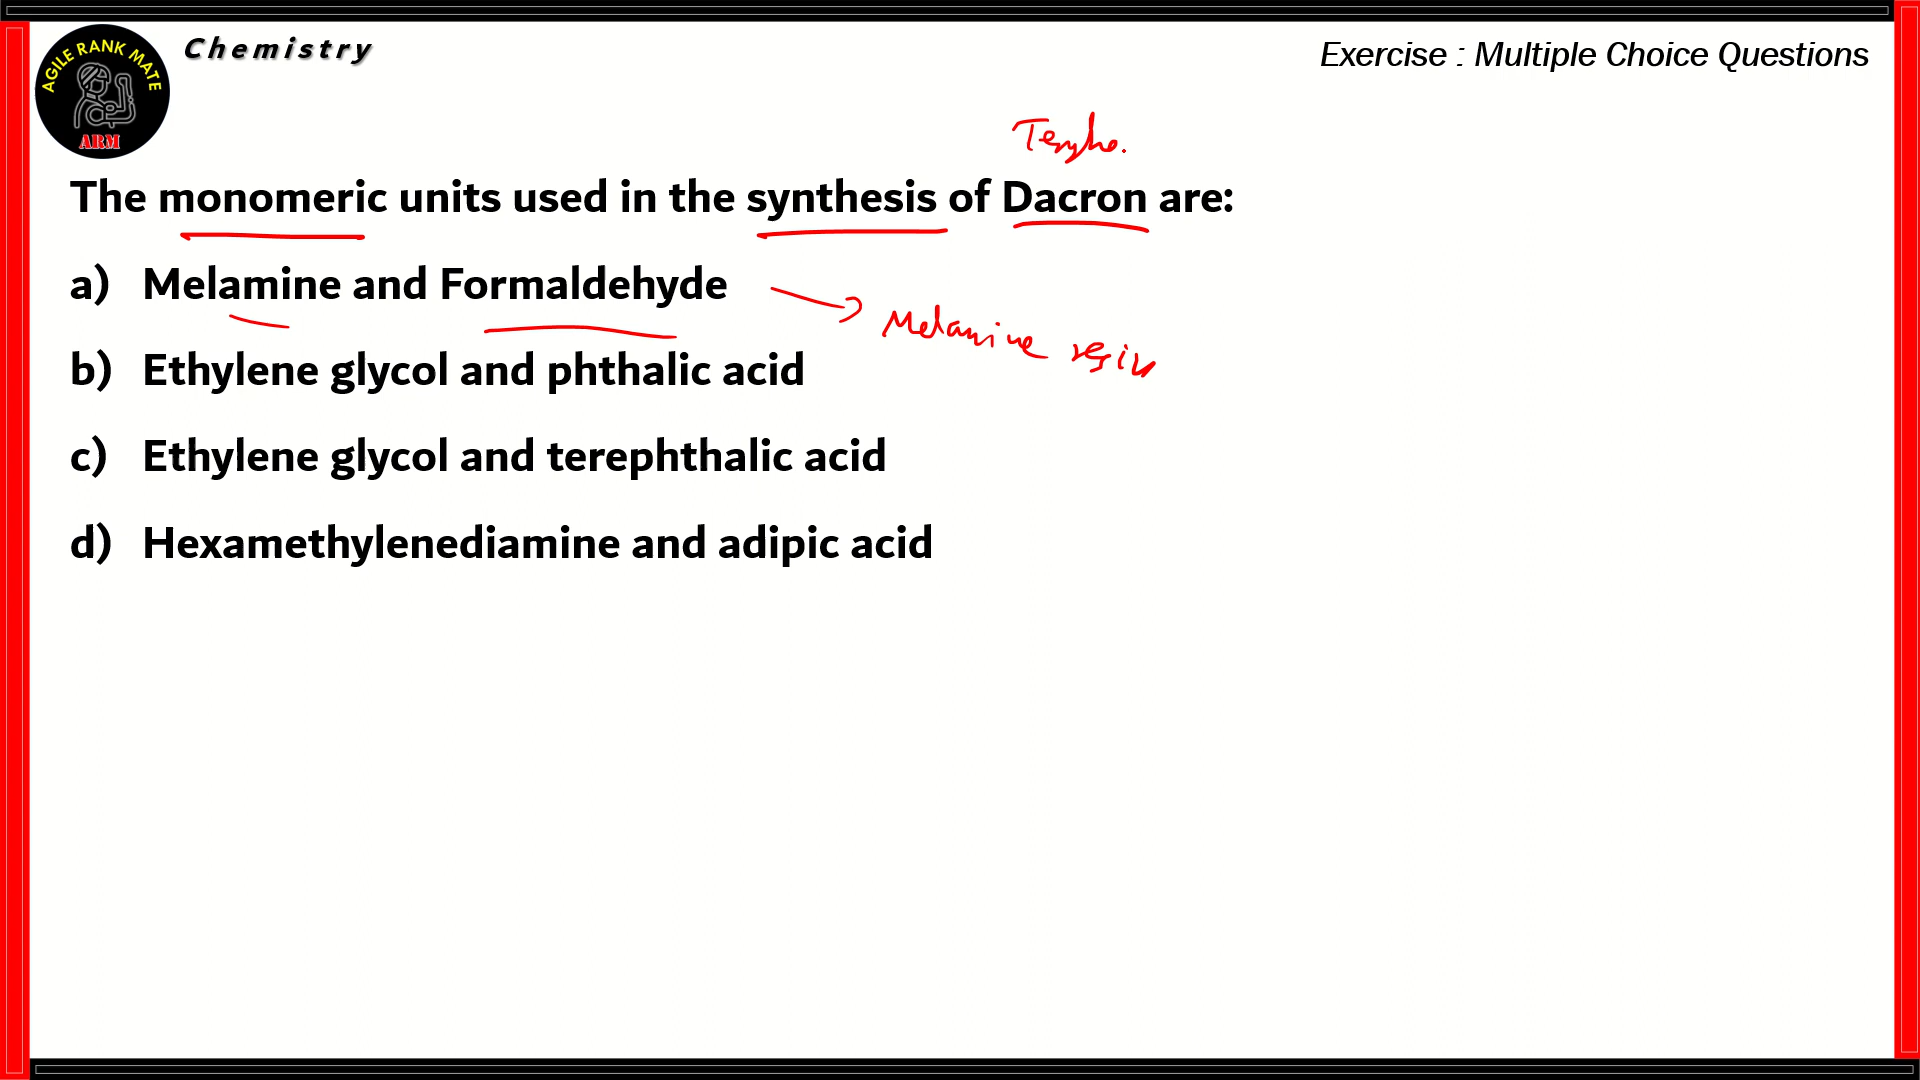 AGILE RANK MATE
ARM
Chemistry
Exercise : Multiple Choice Questions
The monomeric units used in the synthesis of Dacron are:
a) Melamine and Formaldehyde
Melamine resin
b) Ethylene glycol and phthalic acid
c) Ethylene glycol and terephthalic acid
d) Hexamethylenediamine and adipic acid